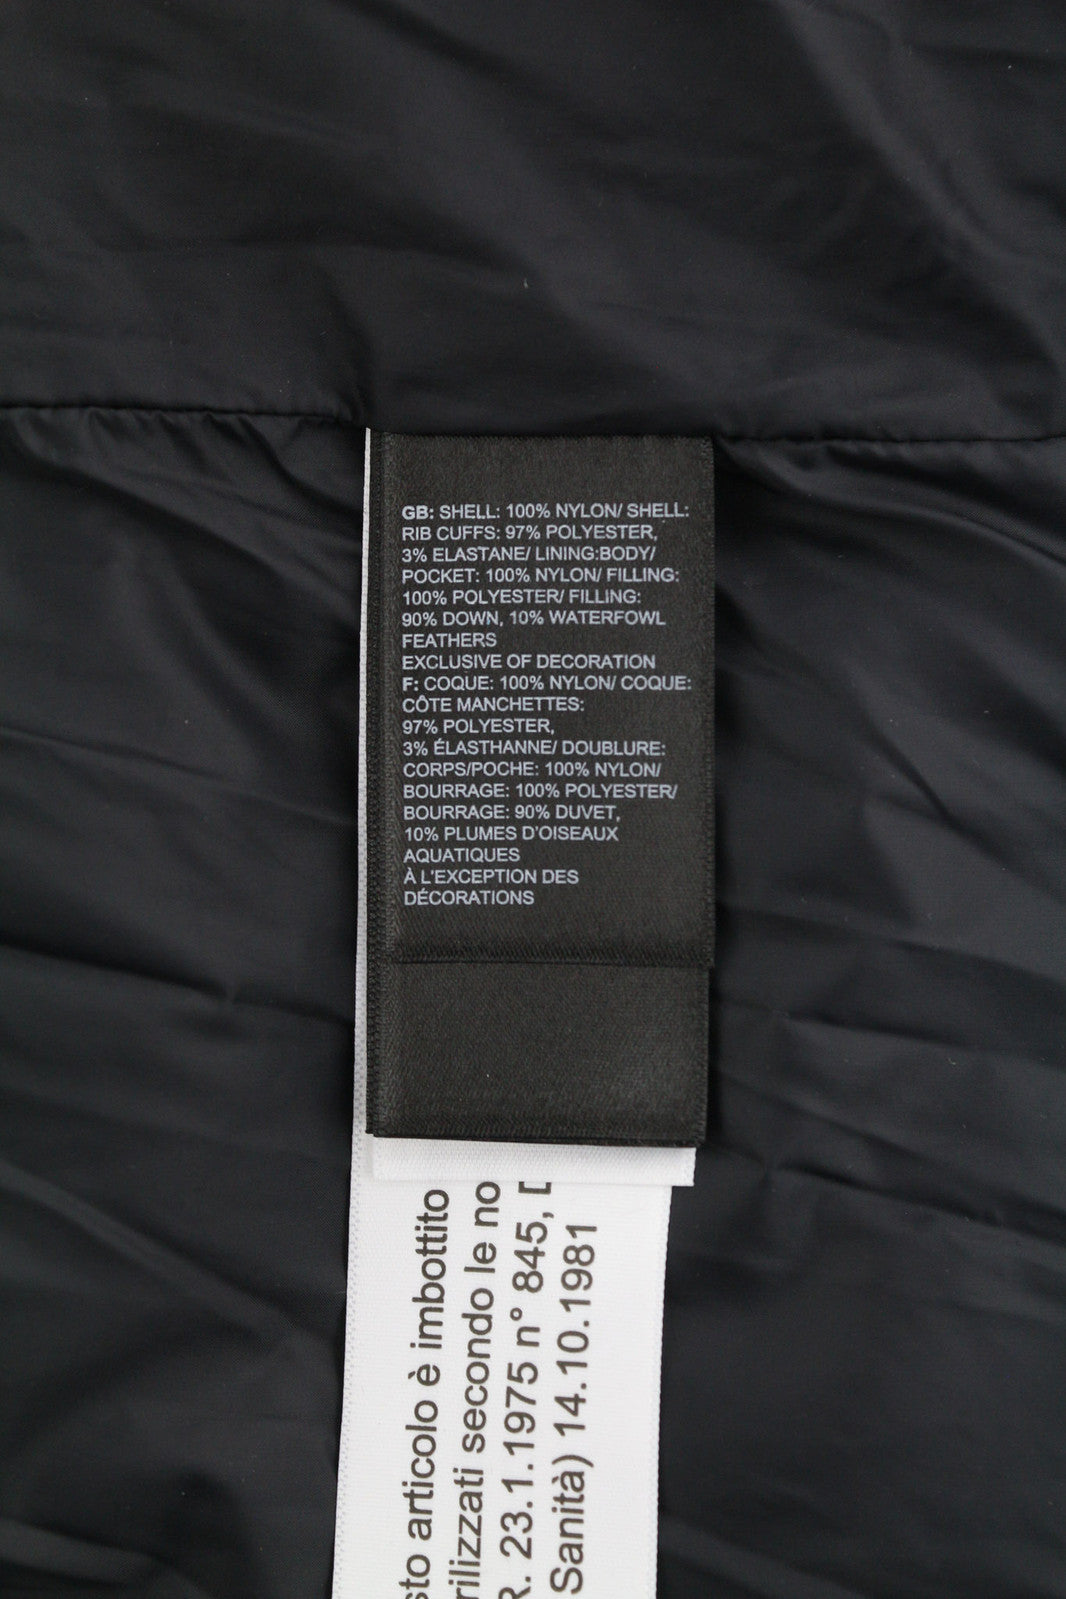 GB: SHELL: 100% NYLON/ SHELL:
RIB CUFFS: 97% POLYESTER,
3% ELASTANE/ LINING:BODY/
POCKET: 100% NYLON/ FILLING:
100% POLYESTER/ FILLING:
90% DOWN, 10% WATERFOWL
FEATHERS
EXCLUSIVE OF DECORATION
F: COQUE: 100% NYLON/ COQUE:
CÔTE MANCHETTES:
97% POLYESTER,
3% ÉLASTHANNE/ DOUBLURE:
CORPS/POCHE: 100% NYLON/
BOURRAGE: 100% POLYESTER/
BOURRAGE: 90% DUVET,
10% PLUMES D'OISEAUX
AQUATIQUES
À L'EXCEPTION DES
DÉCORATIONS
articolo è imbottito
secondo le
23.1.1975 n° 845,
Sanità) 14.10.1981